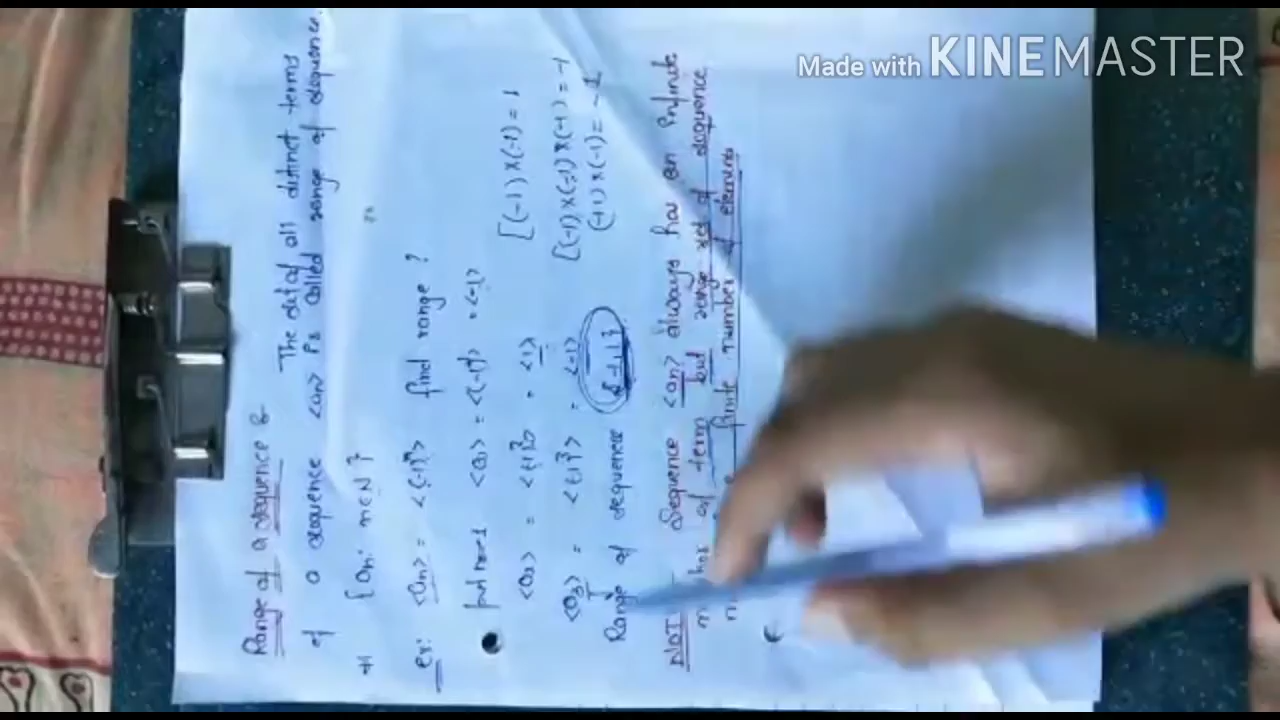 Made with KINEMASTER
Range of a sequence :- The set of all distinct terms
of a sequence <an> is called range of sequence.
{an: n ∈ N}
ex: <an> = <(-1)^n> find range ?
put n=1 <a1> = <(-1)^1> = <-1>
<a2> = <(-1)^2> = <1> [(-1)×(-1) = 1
<a3> = <(-1)^3> = <-1> [(-1)×(-1)×(-1) = -1
(+1)×(-1) = -1
Range of sequence {-1,1}
NOT Sequence <an> always has an infinite
of term but range set of sequence
finite number of elements